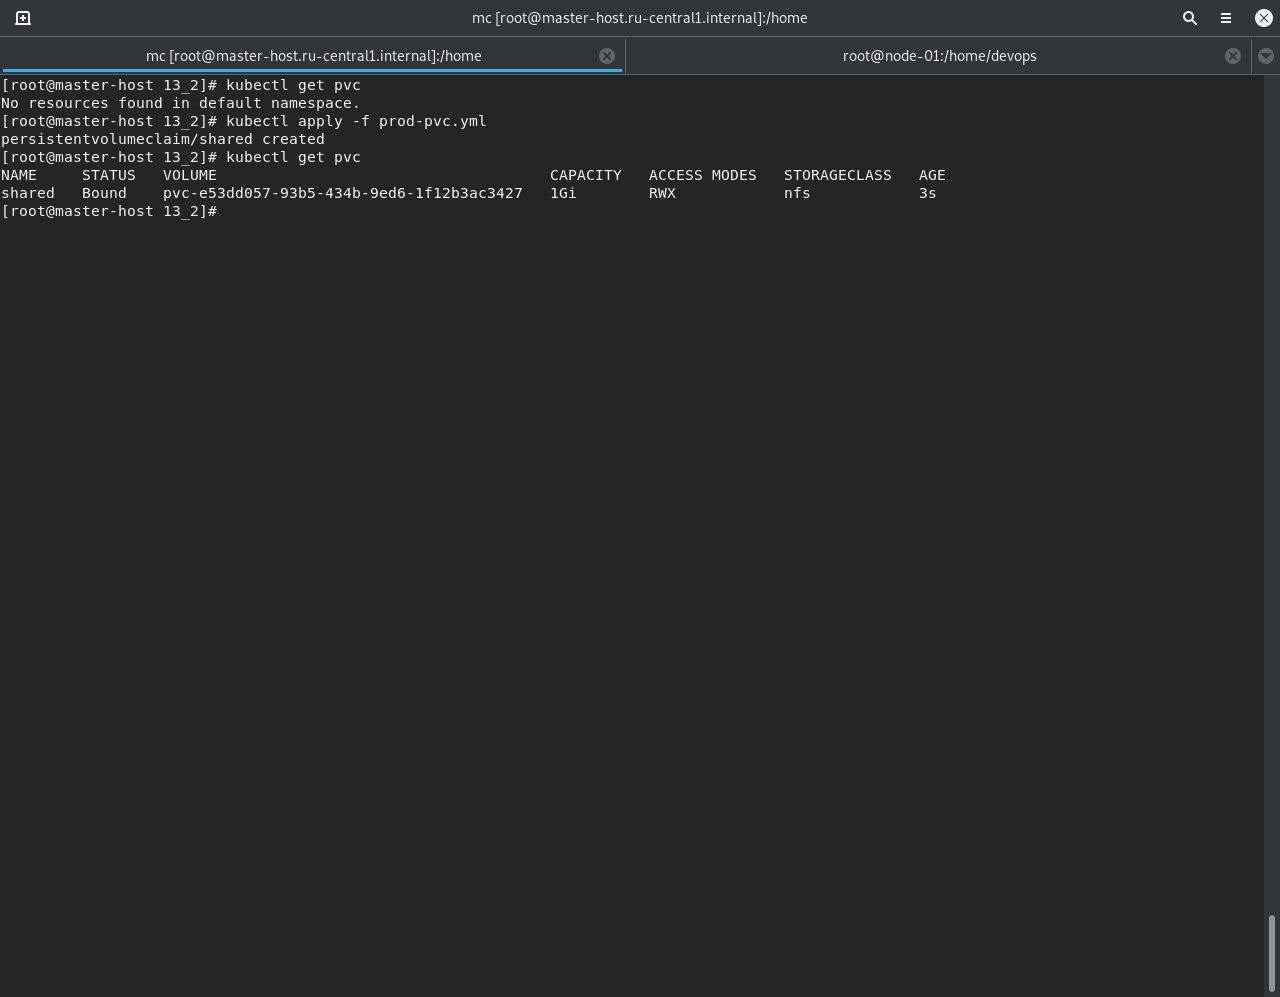 mc [root@master-host.ru-central1.internal]:/home
mc [root@master-host.ru-central1.internal]:/home
root@node-01:/home/devops
[root@master-host 13_2]# kubectl get pvc
No resources found in default namespace.
[root@master-host 13_2]# kubectl apply -f prod-pvc.yml
persistentvolumeclaim/shared created
[root@master-host 13_2]# kubectl get pvc
NAME     STATUS   VOLUME                                     CAPACITY   ACCESS MODES   STORAGECLASS   AGE
shared   Bound    pvc-e53dd057-93b5-434b-9ed6-1f12b3ac3427   1Gi        RWX            nfs            3s
[root@master-host 13_2]#